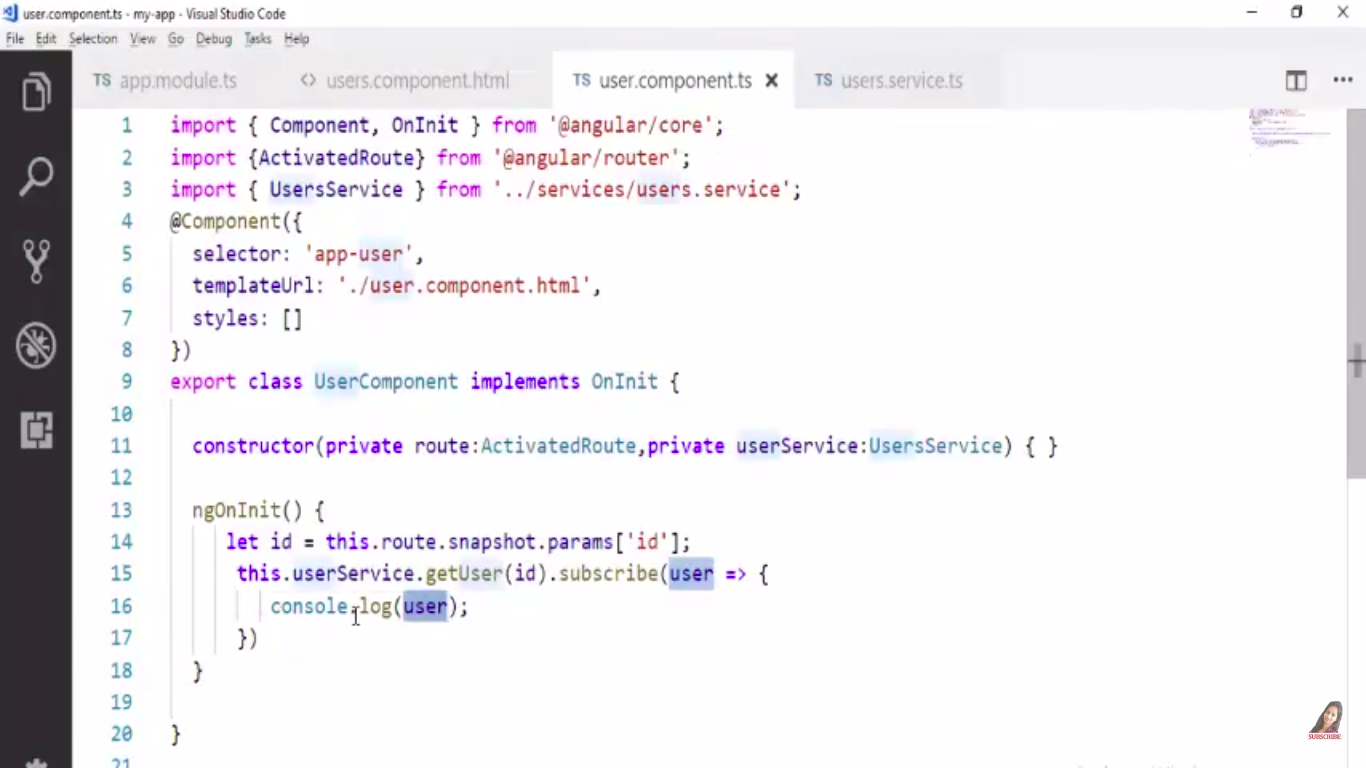 user.component.ts - my-app - Visual Studio Code
File Edit Selection View Go Debug Tasks Help
TS app.module.ts <> users.component.html TS user.component.ts TS users.service.ts
1 import { Component, OnInit } from '@angular/core';
2 import {ActivatedRoute} from '@angular/router';
3 import { UsersService } from '../services/users.service';
4 @Component({
5 selector: 'app-user',
6 templateUrl: './user.component.html',
7 styles: []
8 })
9 export class UserComponent implements OnInit {
10
11 constructor(private route:ActivatedRoute,private userService:UsersService) { }
12
13 ngOnInit() {
14 let id = this.route.snapshot.params['id'];
15 this.userService.getUser(id).subscribe(user => {
16 console.log(user);
17 })
18 }
19
20 }
21
SUBSCRIBE